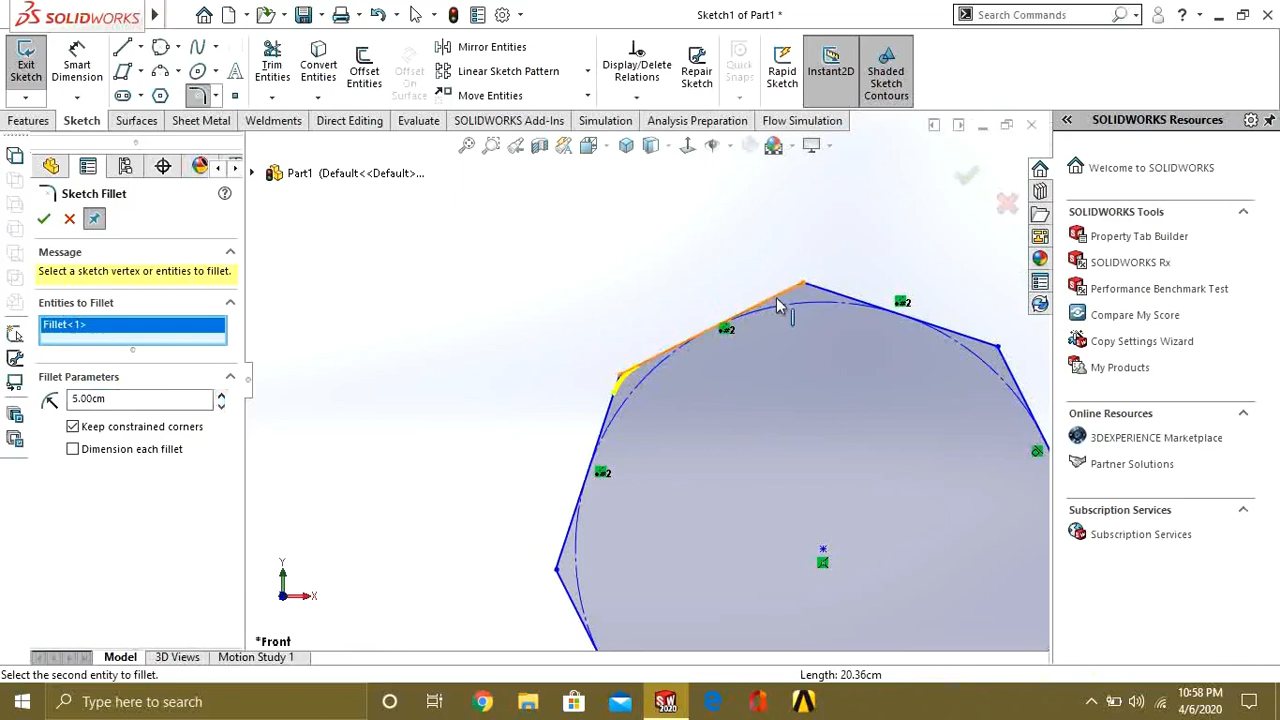 SOLIDWORKS
Sketch1 of Part1 *
Search Commands
?
Exit Sketch
Smart Dimension
Trim Entities
Convert Entities
Offset Entities
Offset On Surface
Mirror Entities
Linear Sketch Pattern
Move Entities
Display/Delete Relations
Repair Sketch
Quick Snaps
Rapid Sketch
Instant2D
Shaded Sketch Contours
Features
Sketch
Surfaces
Sheet Metal
Weldments
Direct Editing
Evaluate
SOLIDWORKS Add-Ins
Simulation
Analysis Preparation
Flow Simulation
SOLIDWORKS Resources
Part1 (Default<<Default>...
Sketch Fillet
Message
Select a sketch vertex or entities to fillet.
Entities to Fillet
Fillet<1>
Fillet Parameters
5.00cm
Keep constrained corners
Dimension each fillet
2
2
2
Y
X
*Front
Welcome to SOLIDWORKS
SOLIDWORKS Tools
Property Tab Builder
SOLIDWORKS Rx
Performance Benchmark Test
Compare My Score
Copy Settings Wizard
My Products
Online Resources
3DEXPERIENCE Marketplace
Partner Solutions
Subscription Services
Subscription Services
Model
3D Views
Motion Study 1
Select the second entity to fillet.
Length: 20.36cm
Type here to search
SW
2020
10:58 PM
4/6/2020